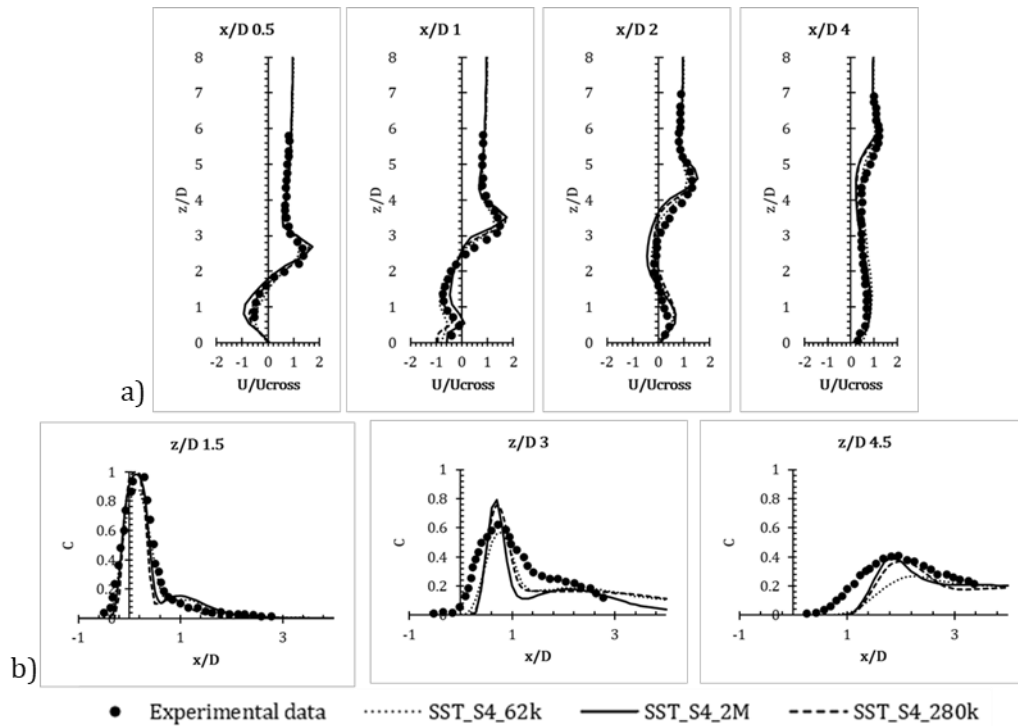 x/D 0.5
x/D 1
x/D 2
x/D 4
8
7
6
5
4
3
2
1
0
z/D
-2 -1 0 1 2
U/Ucross
8
7
6
5
4
3
2
1
0
z/D
-2 -1 0 1 2
U/Ucross
8
7
6
5
4
3
2
1
0
z/D
-2 -1 0 1 2
U/Ucross
8
7
6
5
4
3
2
1
0
z/D
-2 -1 0 1 2
U/Ucross
a)
z/D 1.5
1
0.8
0.6
0.4
0.2
0
C
-1 1 3
x/D
z/D 3
1
0.8
0.6
0.4
0.2
0
C
-1 1 3
x/D
z/D 4.5
1
0.8
0.6
0.4
0.2
0
C
-1 1 3
x/D
b)
Experimental data SST_S4_62k SST_S4_2M SST_S4_280k